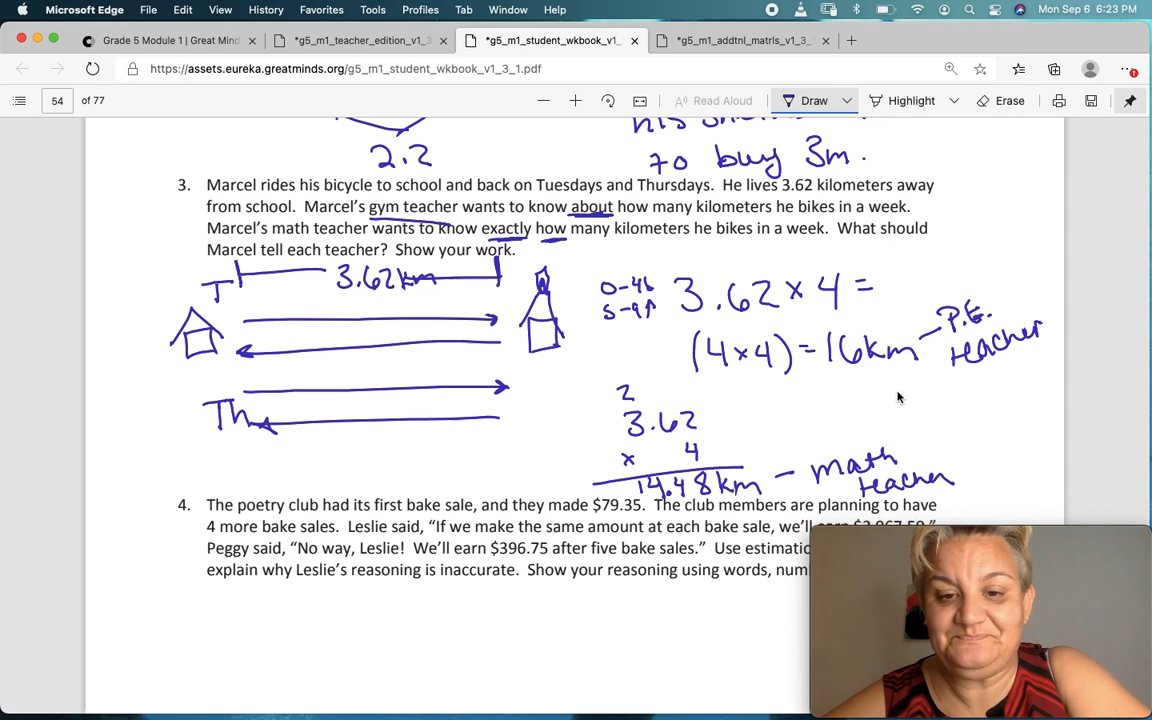 Microsoft Edge File Edit View History Favorites Tools Profiles Tab Window Help Mon Sep 6 6:23 PM
Grade 5 Module 1 | Great Mind *g5_m1_teacher_edition_v1_3 *g5_m1_student_wkbook_v1_ *g5_m1_addtnl_matrls_v1_3_1
https://assets.eureka.greatminds.org/g5_m1_student_wkbook_v1_3_1.pdf
54 of 77 Read Aloud Draw Highlight Erase
2.2
his
to buy 3m.
3. Marcel rides his bicycle to school and back on Tuesdays and Thursdays. He lives 3.62 kilometers away
from school. Marcel's gym teacher wants to know about how many kilometers he bikes in a week.
Marcel's math teacher wants to know exactly how many kilometers he bikes in a week. What should
Marcel tell each teacher? Show your work.
T 3.62km
0-4↓ 3.62 × 4 =
5-9↑
(4×4) = 16km - P.E. teacher
Th
2
3.62
× 4
14.48km - math teacher
4. The poetry club had its first bake sale, and they made $79.35. The club members are planning to have
4 more bake sales. Leslie said, "If we make the same amount at each bake sale, we'll
Peggy said, "No way, Leslie! We'll earn $396.75 after five bake sales." Use
explain why Leslie's reasoning is inaccurate. Show your reasoning using words,